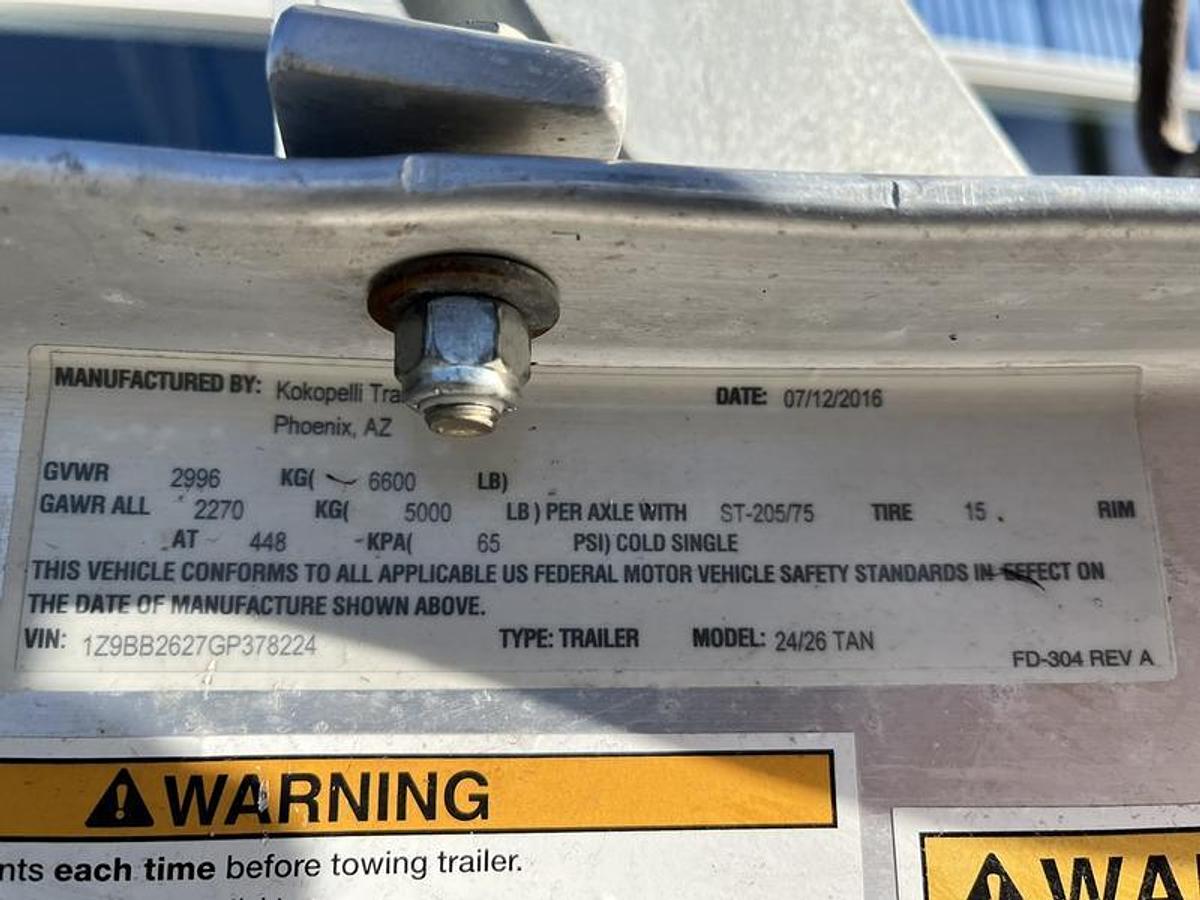 MANUFACTURED BY: Kokopelli Tra DATE: 07/12/2016
Phoenix, AZ
GVWR 2996 KG( 6600 LB)
GAWR ALL 2270 KG( 5000 LB) PER AXLE WITH ST-205/75 TIRE 15 RIM
AT 448 KPA( 65 PSI) COLD SINGLE
THIS VEHICLE CONFORMS TO ALL APPLICABLE US FEDERAL MOTOR VEHICLE SAFETY STANDARDS IN EFFECT ON
THE DATE OF MANUFACTURE SHOWN ABOVE.
VIN: 1Z9BB2627GP378224 TYPE: TRAILER MODEL: 24/26 TAN
FD-304 REV A
WARNING
nts each time before towing trailer.
WA